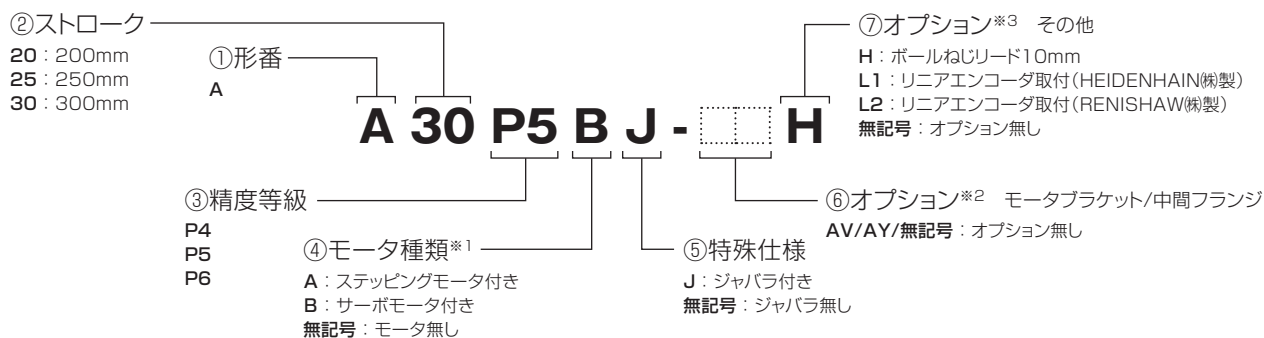 ②ストローク
20：200mm
25：250mm
30：300mm
①形番
A
A 30 P5 B J - H
③精度等級
P4
P5
P6
④モータ種類※1
A：ステッピングモータ付き
B：サーボモータ付き
無記号：モータ無し
⑤特殊仕様
J：ジャバラ付き
無記号：ジャバラ無し
⑥オプション※2 モータブラケット/中間フランジ
AV/AY/無記号：オプション無し
⑦オプション※3 その他
H：ボールねじリード10mm
L1：リニアエンコーダ取付（HEIDENHAIN㈱製）
L2：リニアエンコーダ取付（RENISHAW㈱製）
無記号：オプション無し